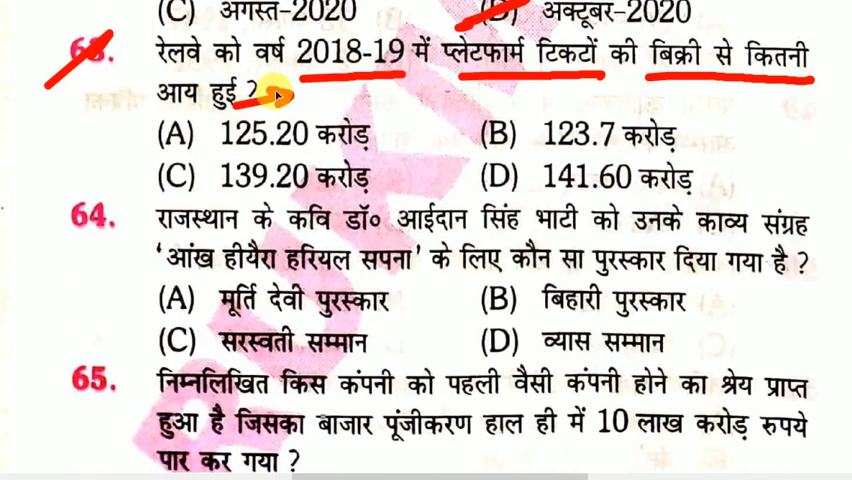 (C) अगस्त–2020 (D) अक्टूबर–2020
63. रेलवे को वर्ष 2018-19 में प्लेटफार्म टिकटों की बिक्री से कितनी
आय हुई ?
(A) 125.20 करोड़ (B) 123.7 करोड़
(C) 139.20 करोड़ (D) 141.60 करोड़
64. राजस्थान के कवि डॉ० आईदान सिंह भाटी को उनके काव्य संग्रह
‘आंख हीयैरा हरियल सपना’ के लिए कौन सा पुरस्कार दिया गया है ?
(A) मूर्ति देवी पुरस्कार (B) बिहारी पुरस्कार
(C) सरस्वती सम्मान (D) व्यास सम्मान
65. निम्नलिखित किस कंपनी को पहली वैसी कंपनी होने का श्रेय प्राप्त
हुआ है जिसका बाजार पूंजीकरण हाल ही में 10 लाख करोड़ रुपये
पार कर गया ?